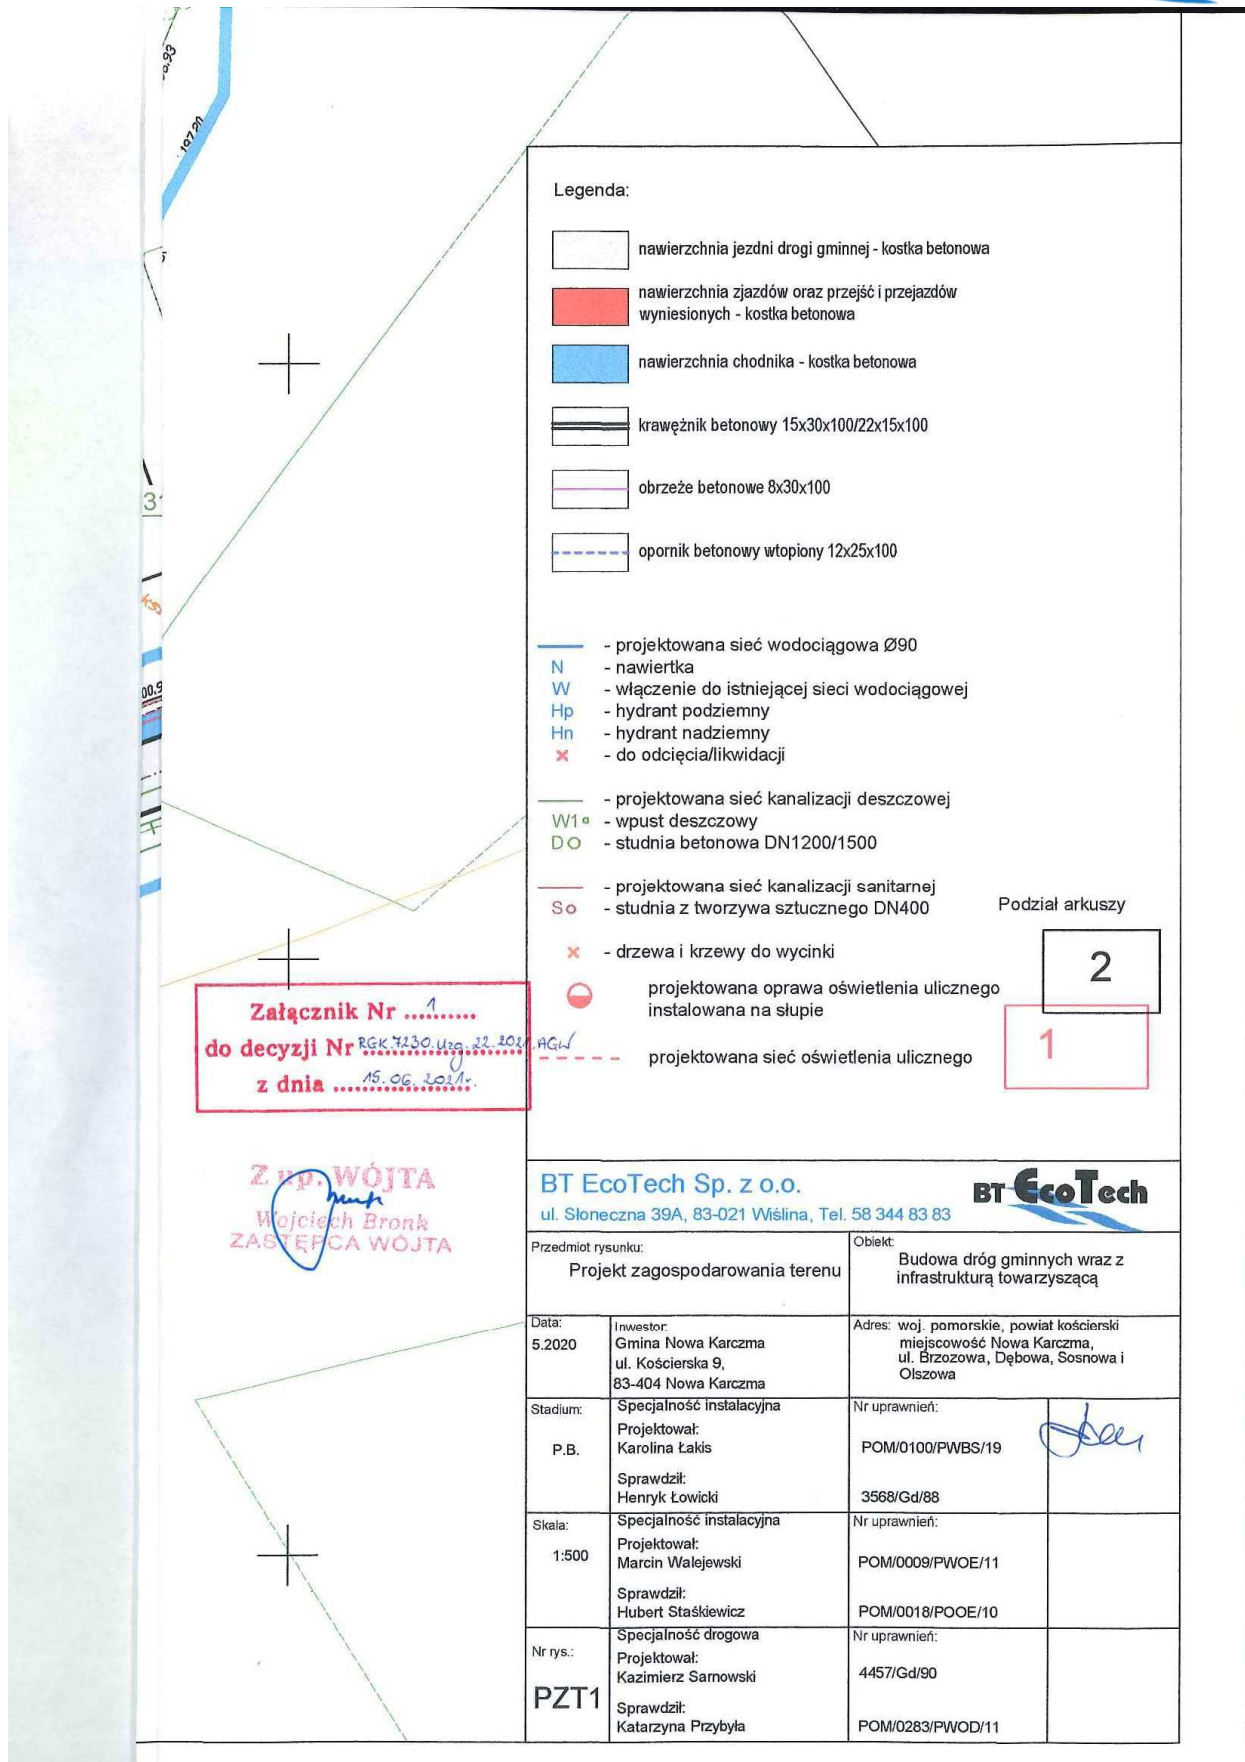 197.20
Legenda:
nawierzchnia jezdni drogi gminnej - kostka betonowa
nawierzchnia zjazdów oraz przejść i przejazdów
wyniesionych - kostka betonowa
nawierzchnia chodnika - kostka betonowa
krawężnik betonowy 15x30x100/22x15x100
obrzeże betonowe 8x30x100
opornik betonowy wtopiony 12x25x100
- projektowana sieć wodociągowa Ø90
N - nawiertka
W - włączenie do istniejącej sieci wodociągowej
Hp - hydrant podziemny
Hn - hydrant nadziemny
x - do odcięcia/likwidacji
- projektowana sieć kanalizacji deszczowej
W1 - wpust deszczowy
D - studnia betonowa DN1200/1500
- projektowana sieć kanalizacji sanitarnej
S - studnia z tworzywa sztucznego DN400
x - drzewa i krzewy do wycinki
projektowana oprawa oświetlenia ulicznego
instalowana na słupie
projektowana sieć oświetlenia ulicznego
Podział arkuszy
2
1
Załącznik Nr ...1.......
do decyzji Nr RGK.7230.Uzg.22.2021.AGW
z dnia 15.06.2021r.
Z up. WÓJTA
Wojciech Bronk
ZASTĘPCA WÓJTA
BT EcoTech Sp. z o.o.
ul. Słoneczna 39A, 83-021 Wiślina, Tel. 58 344 83 83
BT EcoTech
Przedmiot rysunku:
Projekt zagospodarowania terenu
Obiekt:
Budowa dróg gminnych wraz z
infrastrukturą towarzyszącą
Data:
5.2020
Inwestor:
Gmina Nowa Karczma
ul. Kościerska 9,
83-404 Nowa Karczma
Adres: woj. pomorskie, powiat kościerski
miejscowość Nowa Karczma,
ul. Brzozowa, Dębowa, Sosnowa i
Olszowa
Stadium:
P.B.
Specjalność instalacyjna
Projektował:
Karolina Łakis
Sprawdził:
Henryk Łowicki
Nr uprawnień:
POM/0100/PWBS/19
3568/Gd/88
Skala:
1:500
Specjalność instalacyjna
Projektował:
Marcin Walejewski
Sprawdził:
Hubert Staśkiewicz
Nr uprawnień:
POM/0009/PWOE/11
POM/0018/POOE/10
Nr rys.:
PZT1
Specjalność drogowa
Projektował:
Kazimierz Sarnowski
Sprawdził:
Katarzyna Przybyła
Nr uprawnień:
4457/Gd/90
POM/0283/PWOD/11